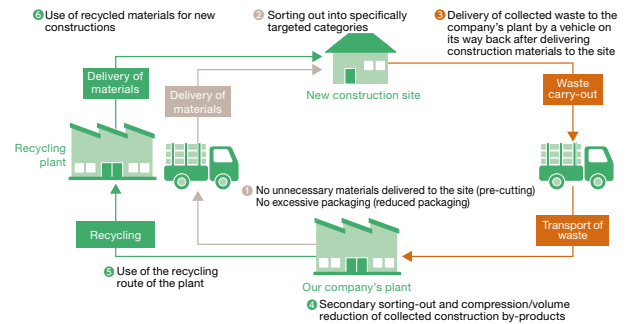 ❻Use of recycled materials for new
constructions
❷ Sorting out into specifically
targeted categories
❸ Delivery of collected waste to the
company's plant by a vehicle on
its way back after delivering
construction materials to the site
Delivery of
materials
Delivery of
materials
New construction site
Waste
carry-out
Recycling
plant
❶ No unnecessary materials delivered to the site (pre-cutting)
No excessive packaging (reduced packaging)
Recycling
Transport of
waste
❺ Use of the recycling
route of the plant
Our company's plant
❹ Secondary sorting-out and compression/volume
reduction of collected construction by-products